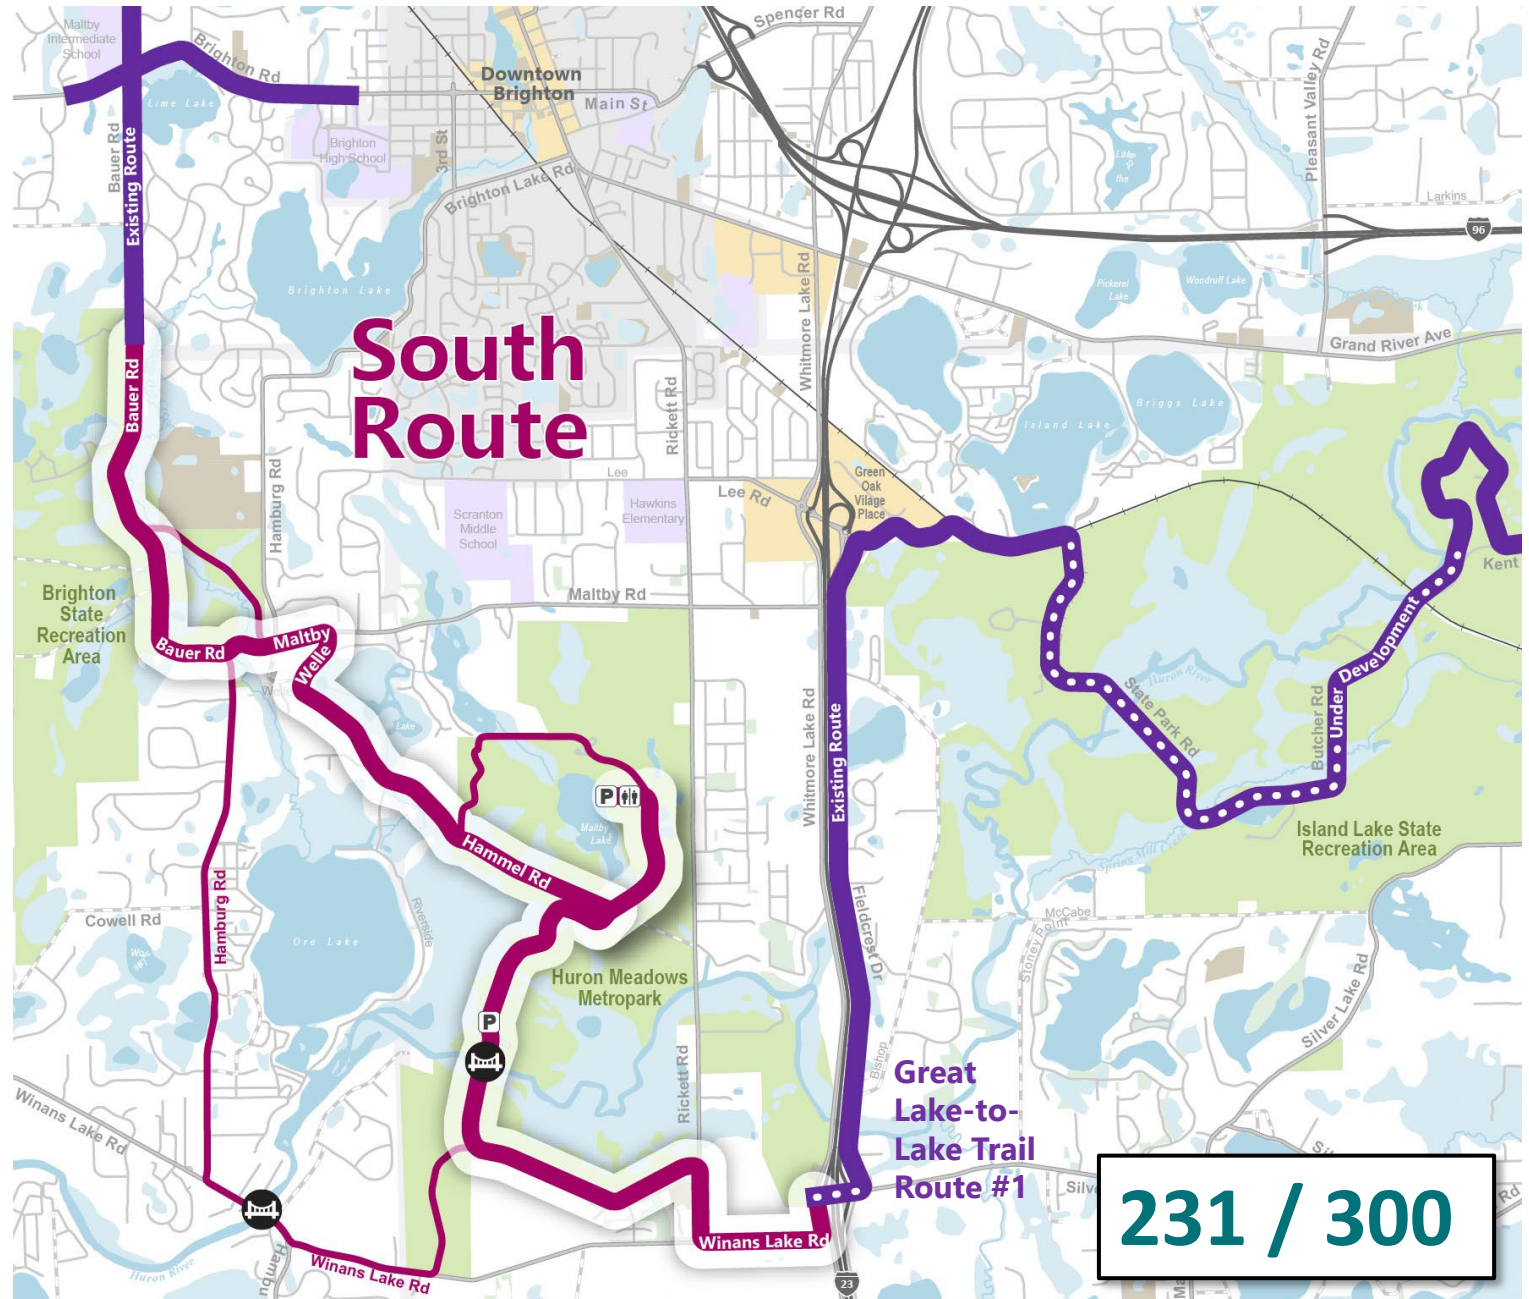 Maltby
Intermediate
School
Brighton Rd
Spencer Rd
Downtown
Brighton
Main St
Lime Lake
Bauer Rd
Existing Route
Brighton
High School
3rd St
Brighton Lake Rd
Pleasant Valley Rd
Larkins
96
Brighton Lake
Whitmore Lake Rd
Pickerel
Lake
Woodruff Lake
Grand River Ave
South
Route
Bauer Rd
Rickett Rd
Briggs Lake
Island Lake
Hamburg Rd
Lee
Lee Rd
Green
Oak
Village
Place
Scranton
Middle
School
Hawkins
Elementary
Kent
Maltby Rd
Brighton
State
Recreation
Area
Bauer Rd
Maltby
Welle
Huron River
State Park Rd
Butcher Rd
Under
Development
Lake
Whitmore Lake Rd
Existing Route
P
Maltby
Lake
Hammel Rd
Island Lake State
Recreation Area
Hamburg Rd
Cowell Rd
Riverside
Ore Lake
Fieldcrest Dr
McCabe
Stoney Point
Huron Meadows
Metropark
Silver Lake Rd
P
Rickett Rd
Bishop
Great
Lake-to-
Lake Trail
Route #1
Winans Lake Rd
Winans Lake Rd
Huron River
Winans Lake Rd
23
231 / 300